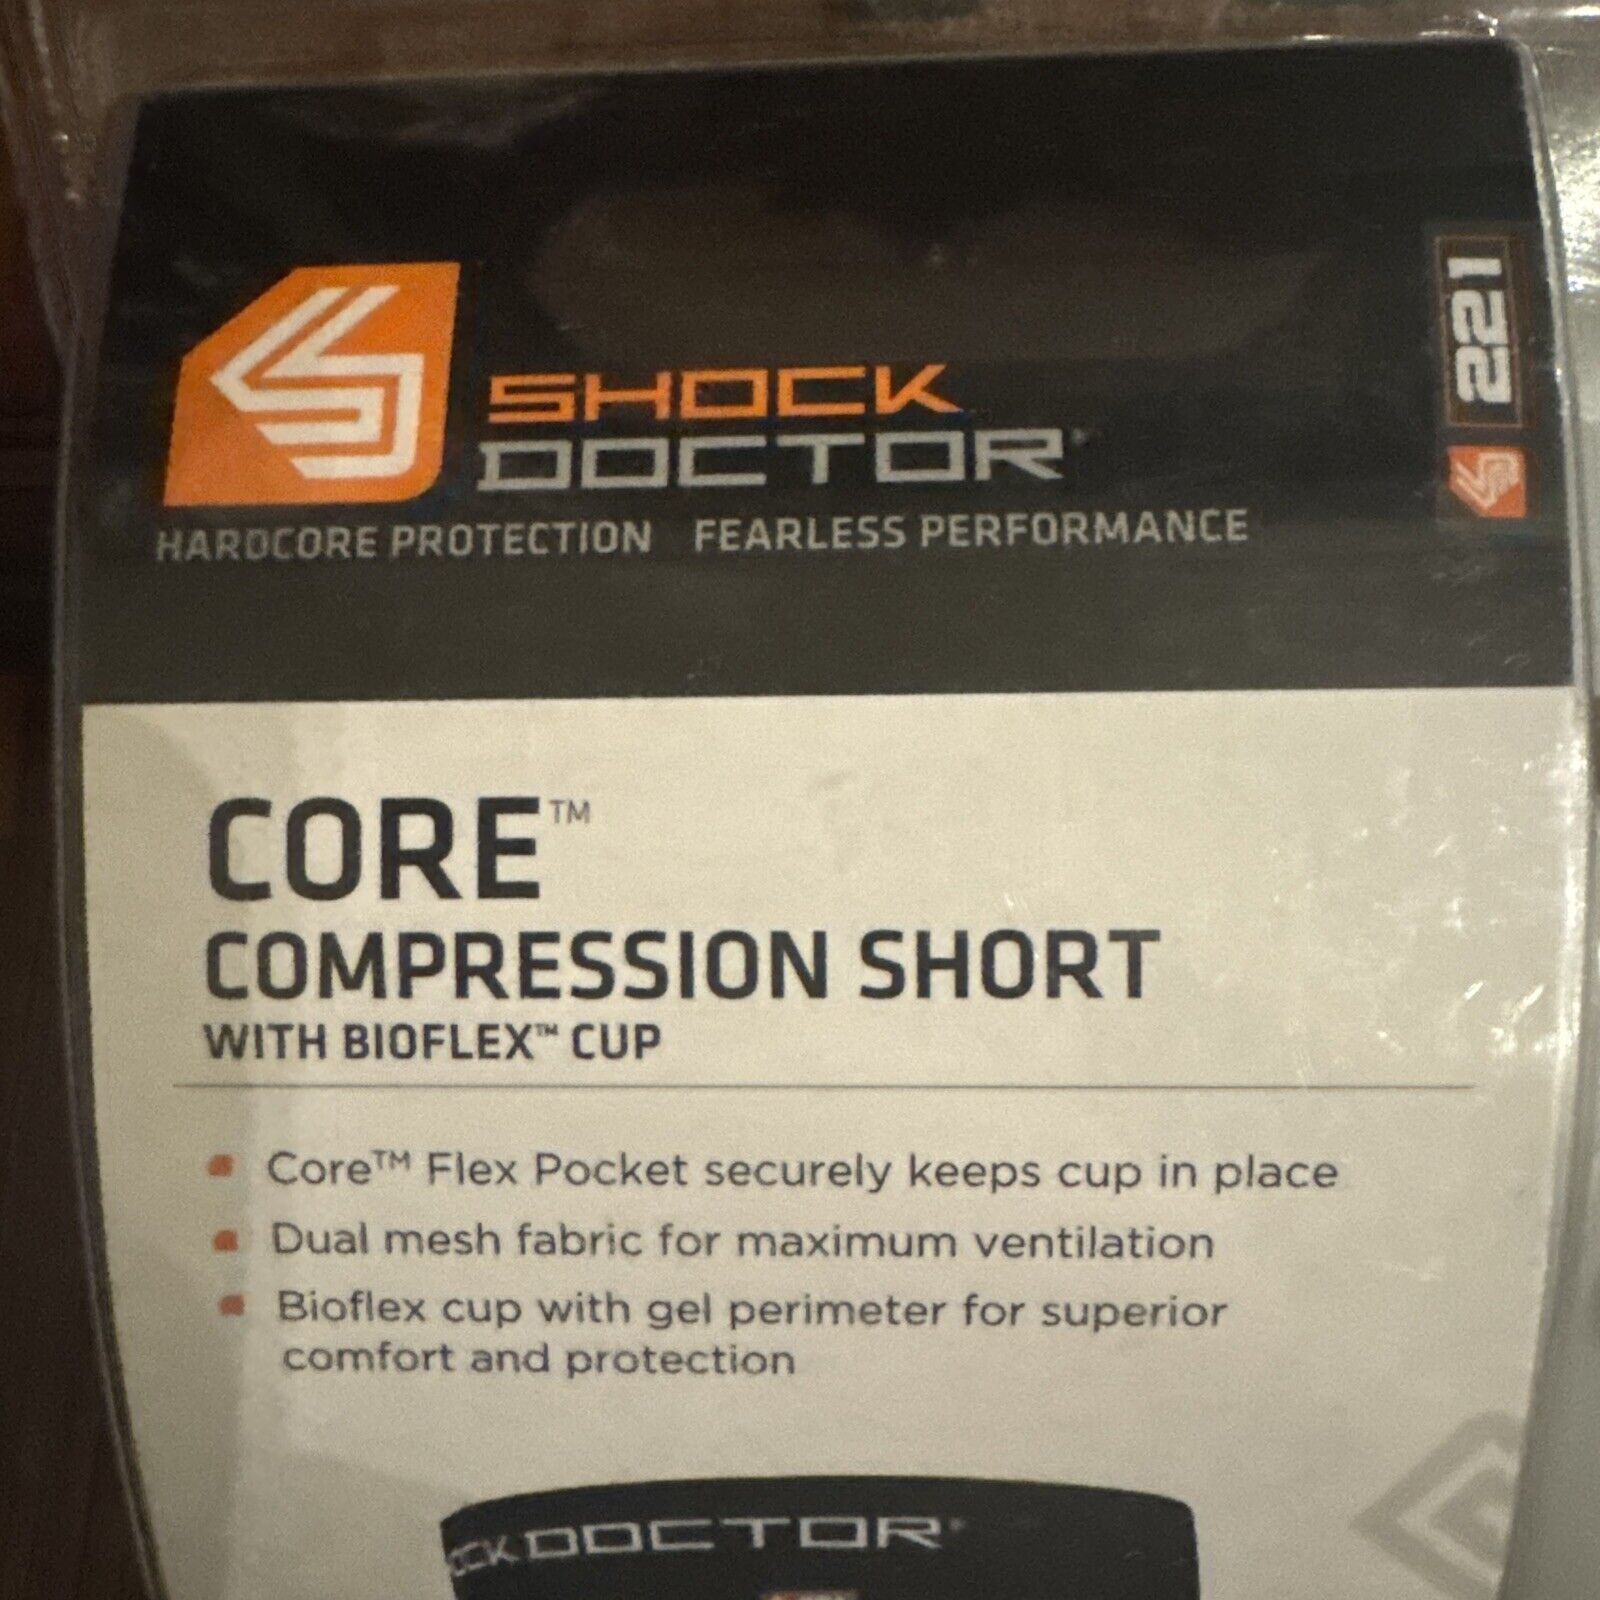 221
SHOCK
DOCTOR®
HARDCORE PROTECTION FEARLESS PERFORMANCE
CORE™
COMPRESSION SHORT
WITH BIOFLEX™ CUP
Core™ Flex Pocket securely keeps cup in place
Dual mesh fabric for maximum ventilation
Bioflex cup with gel perimeter for superior
comfort and protection
OCK DOCTOR®